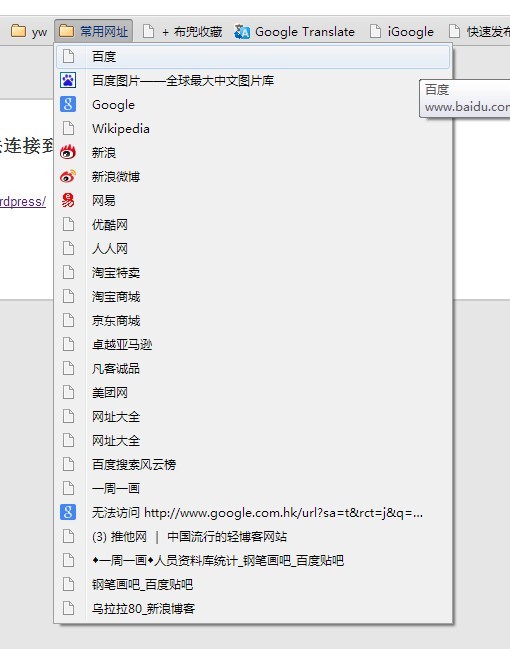 yw 常用网址 + 布兜收藏 Google Translate iGoogle 快速发布
百度
百度
www.baidu.com
百度图片——全球最大中文图片库
Google
Wikipedia
连接到
新浪
新浪微博
rdpress/
网易
优酷网
人人网
淘宝特卖
淘宝商城
京东商城
卓越亚马逊
凡客诚品
美团网
网址大全
网址大全
百度搜索风云榜
一周一画
无法访问 http://www.google.com.hk/url?sa=t&rct=j&q=...
(3) 推他网 | 中国流行的轻博客网站
♦一周一画♦人员资料库统计_钢笔画吧_百度贴吧
钢笔画吧_百度贴吧
乌拉拉80_新浪博客